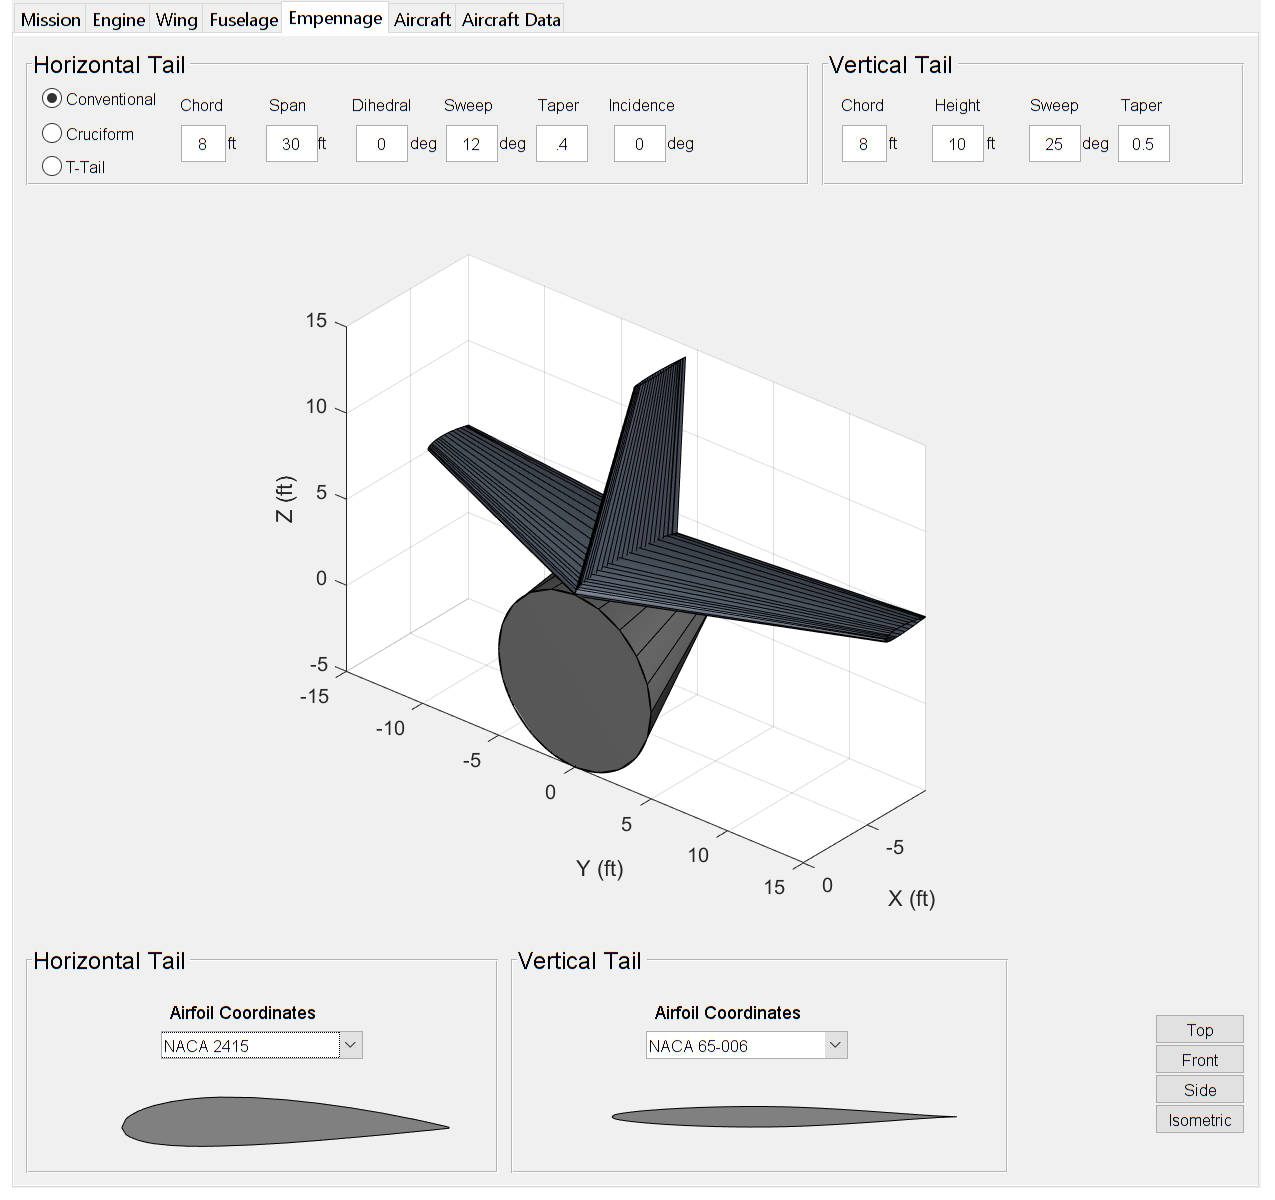 Mission Engine Wing Fuselage Empennage Aircraft Aircraft Data
Horizontal Tail
Conventional
Cruciform
T-Tail
Chord Span Dihedral Sweep Taper Incidence
8 ft 30 ft 0 deg 12 deg .4 0 deg
Vertical Tail
Chord Height Sweep Taper
8 ft 10 ft 25 deg 0.5
15
10
5
0
-5
Z (ft)
-15
-10
-5
0
5
10
15
Y (ft)
0
-5
X (ft)
Horizontal Tail
Airfoil Coordinates
NACA 2415
Vertical Tail
Airfoil Coordinates
NACA 65-006
Top
Front
Side
Isometric